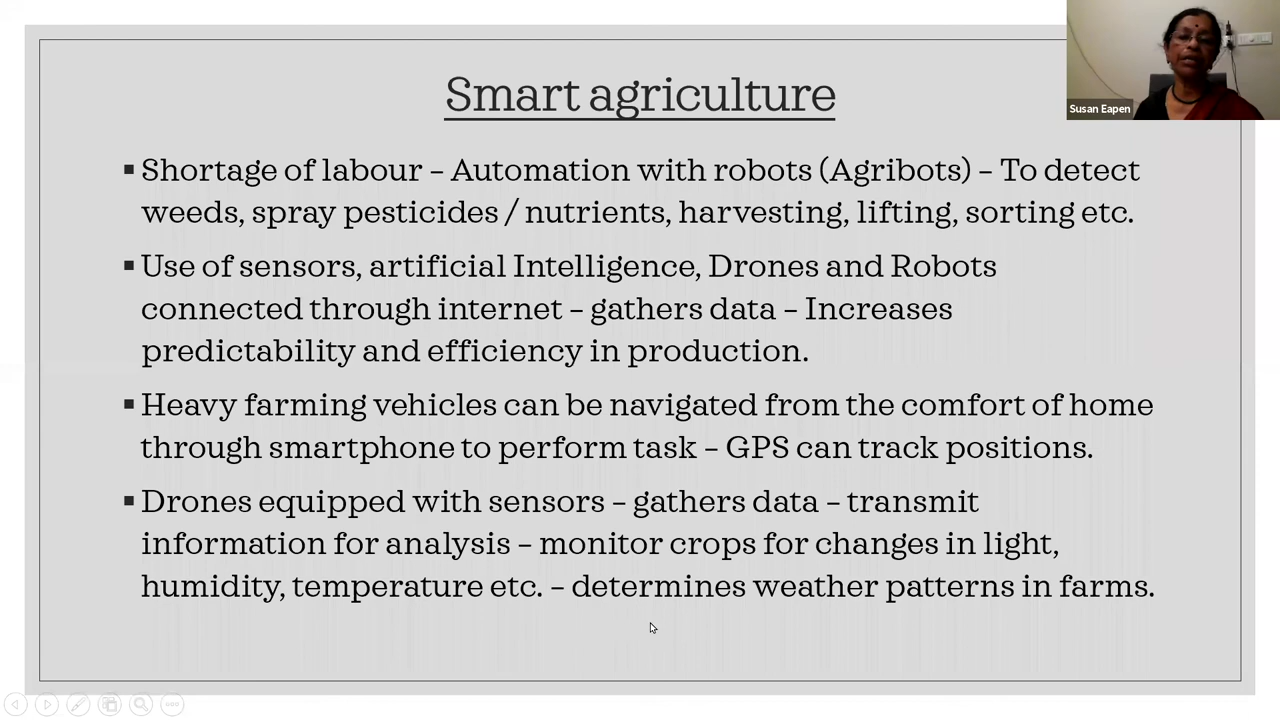 Smart agriculture
Susan Eapen
▪ Shortage of labour – Automation with robots (Agribots) – To detect
weeds, spray pesticides / nutrients, harvesting, lifting, sorting etc.
▪ Use of sensors, artificial Intelligence, Drones and Robots
connected through internet – gathers data – Increases
predictability and efficiency in production.
▪ Heavy farming vehicles can be navigated from the comfort of home
through smartphone to perform task – GPS can track positions.
▪ Drones equipped with sensors – gathers data – transmit
information for analysis – monitor crops for changes in light,
humidity, temperature etc. – determines weather patterns in farms.